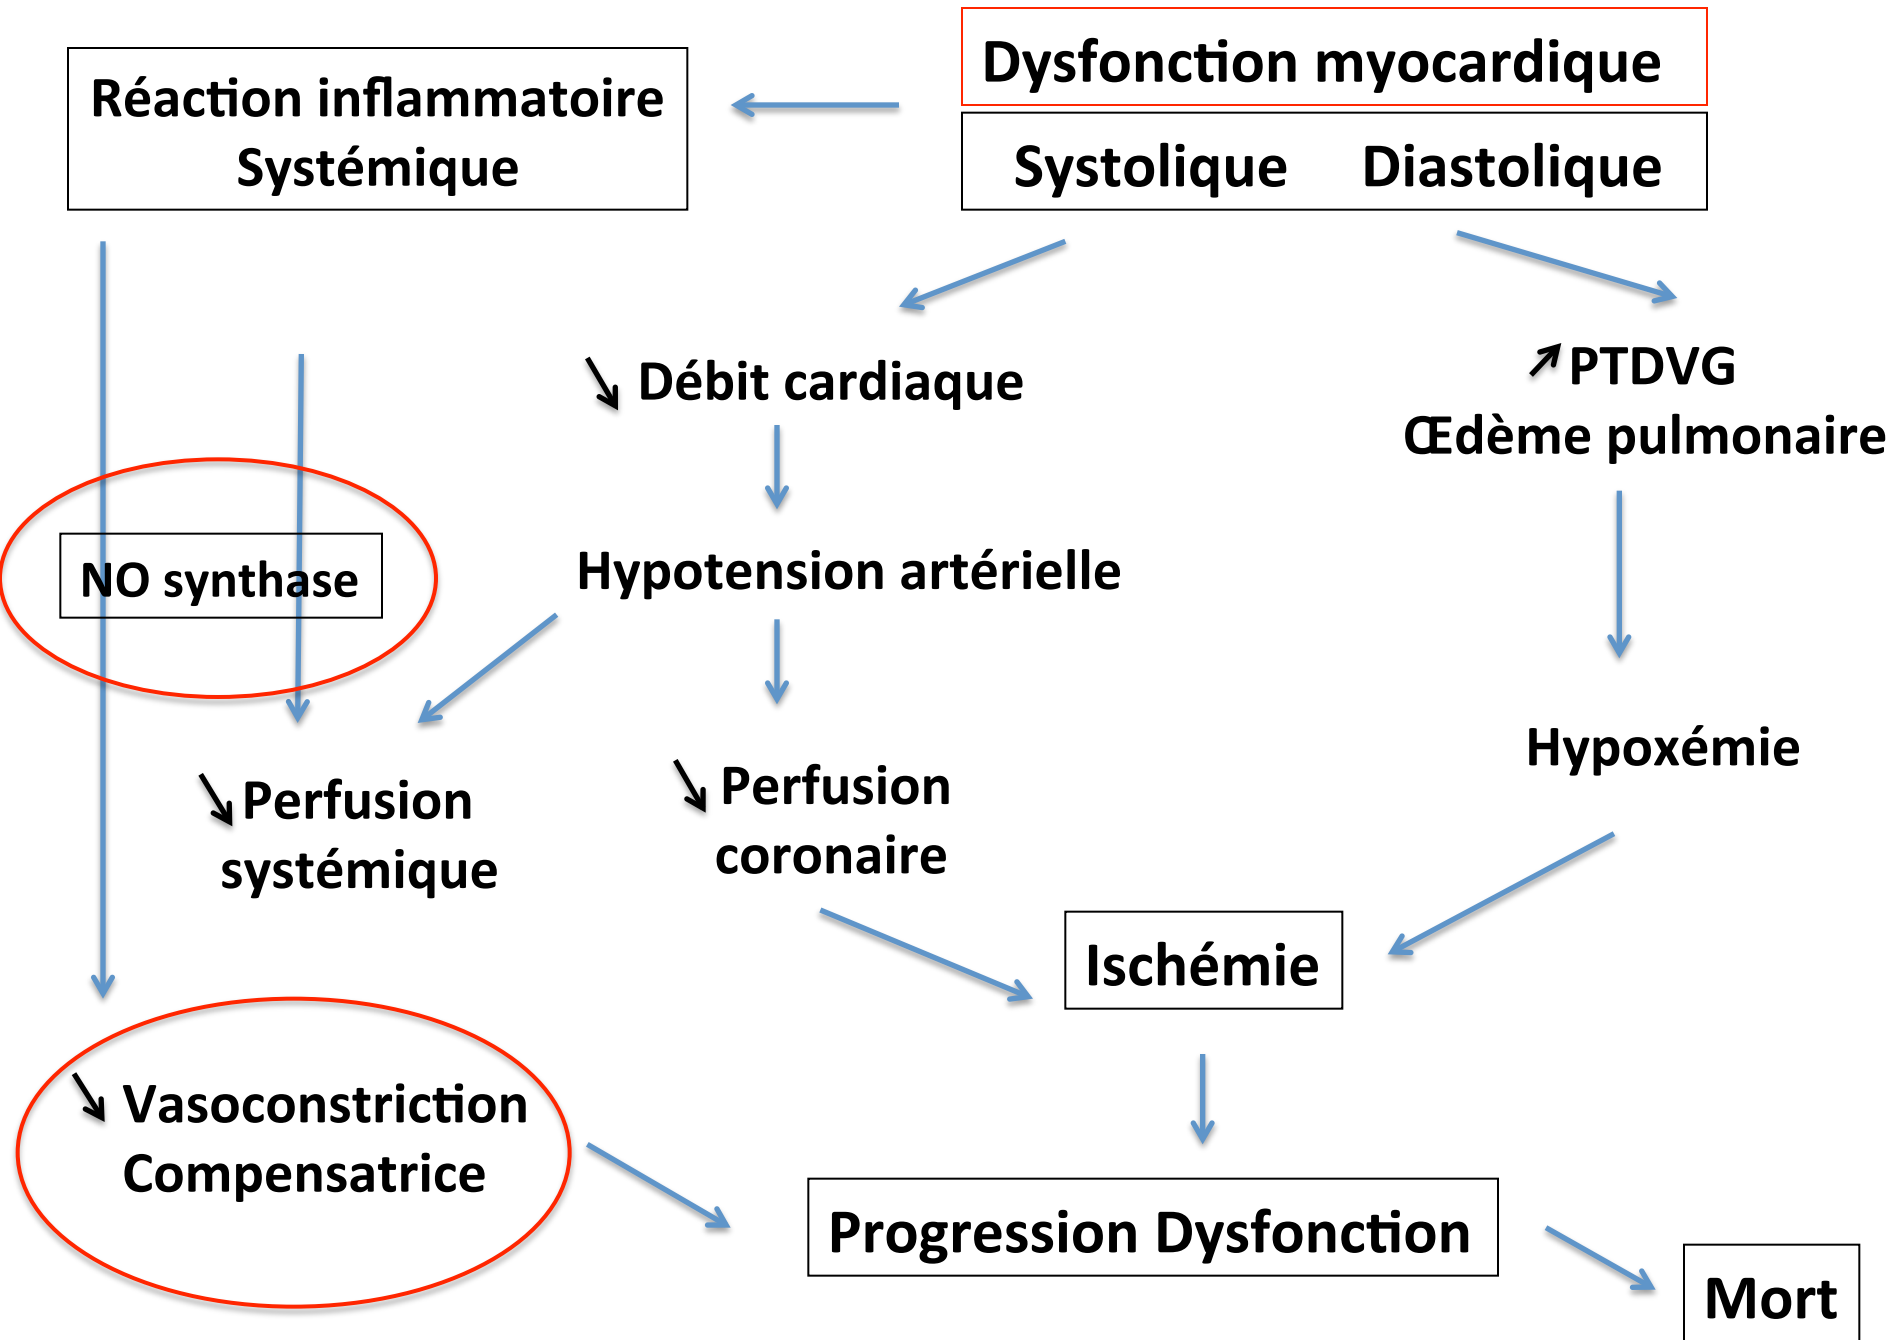 Dysfonction myocardique
Systolique Diastolique
Réaction inflammatoire
Systémique
Débit cardiaque
PTDVG
Œdème pulmonaire
NO synthase
Hypotension artérielle
Perfusion
systémique
Perfusion
coronaire
Hypoxémie
Ischémie
Vasoconstriction
Compensatrice
Progression Dysfonction
Mort